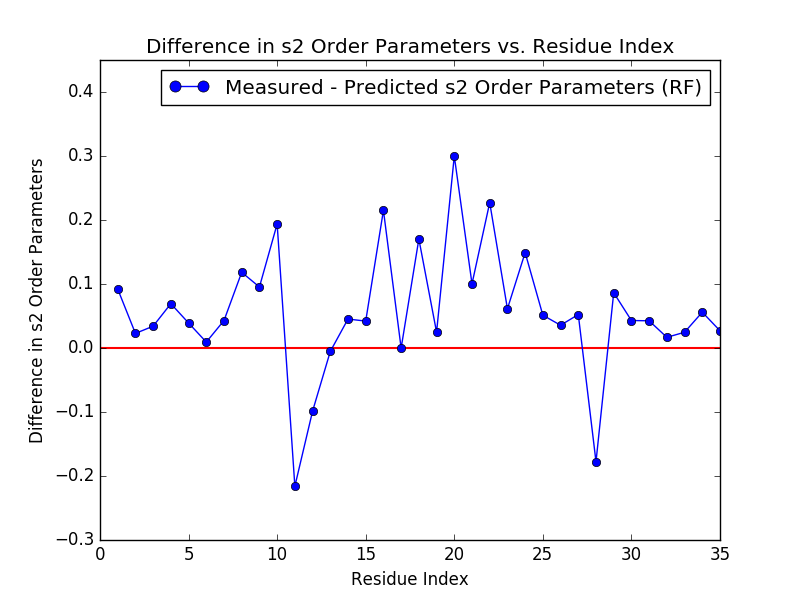 Difference in s2 Order Parameters vs. Residue Index
Measured - Predicted s2 Order Parameters (RF)
Difference in s2 Order Parameters
0.4
0.3
0.2
0.1
0.0
−0.1
−0.2
−0.3
0 5 10 15 20 25 30 35
Residue Index